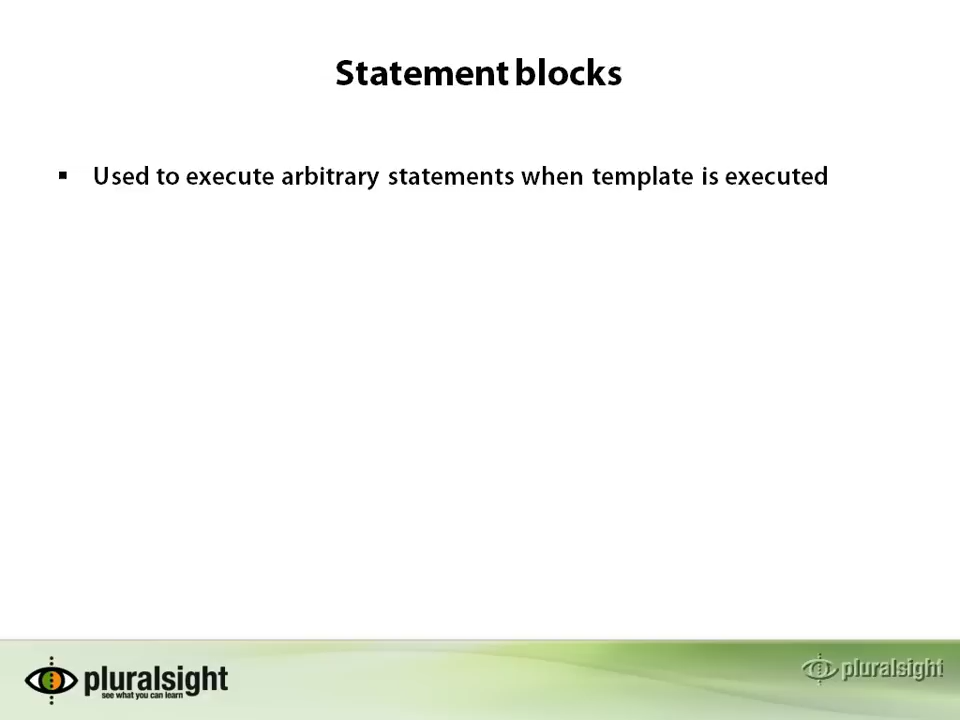 Statement blocks
▪ Used to execute arbitrary statements when template is executed
pluralsight
see what you can learn
pluralsight